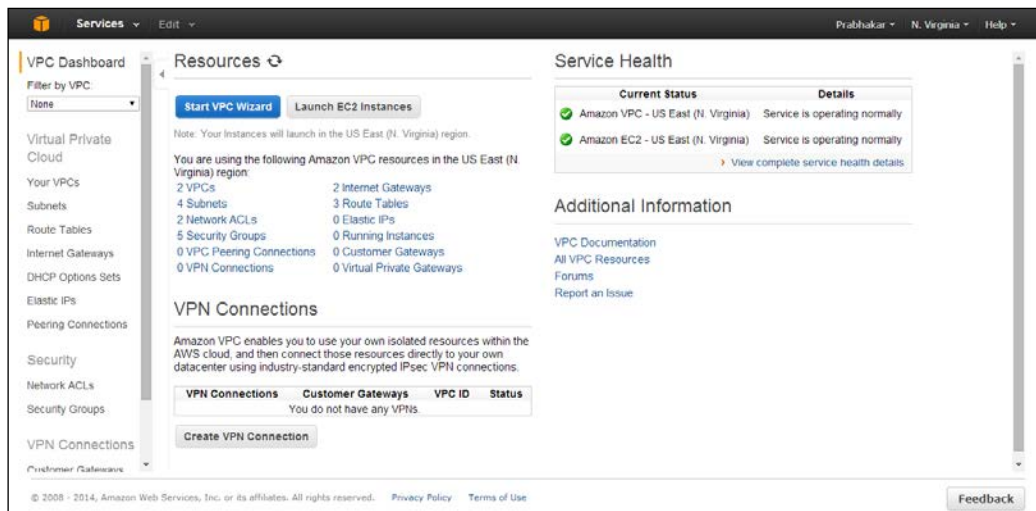 Services Edit Prabhakar N. Virginia Help
VPC Dashboard
Filter by VPC:
None
Virtual Private
Cloud
Your VPCs
Subnets
Route Tables
Internet Gateways
DHCP Options Sets
Elastic IPs
Peering Connections
Security
Network ACLs
Security Groups
VPN Connections
Customer Gateways
Resources
Start VPC Wizard Launch EC2 Instances
Note: Your Instances will launch in the US East (N. Virginia) region.
You are using the following Amazon VPC resources in the US East (N.
Virginia) region:
2 VPCs 2 Internet Gateways
4 Subnets 3 Route Tables
2 Network ACLs 0 Elastic IPs
5 Security Groups 0 Running Instances
0 VPC Peering Connections 0 Customer Gateways
0 VPN Connections 0 Virtual Private Gateways
VPN Connections
Amazon VPC enables you to use your own isolated resources within the
AWS cloud, and then connect those resources directly to your own
datacenter using industry-standard encrypted IPsec VPN connections.
VPN Connections Customer Gateways VPC ID Status
You do not have any VPNs.
Create VPN Connection
Service Health
Current Status Details
Amazon VPC - US East (N. Virginia) Service is operating normally
Amazon EC2 - US East (N. Virginia) Service is operating normally
View complete service health details
Additional Information
VPC Documentation
All VPC Resources
Forums
Report an Issue
© 2008 - 2014, Amazon Web Services, Inc. or its affiliates. All rights reserved. Privacy Policy Terms of Use
Feedback